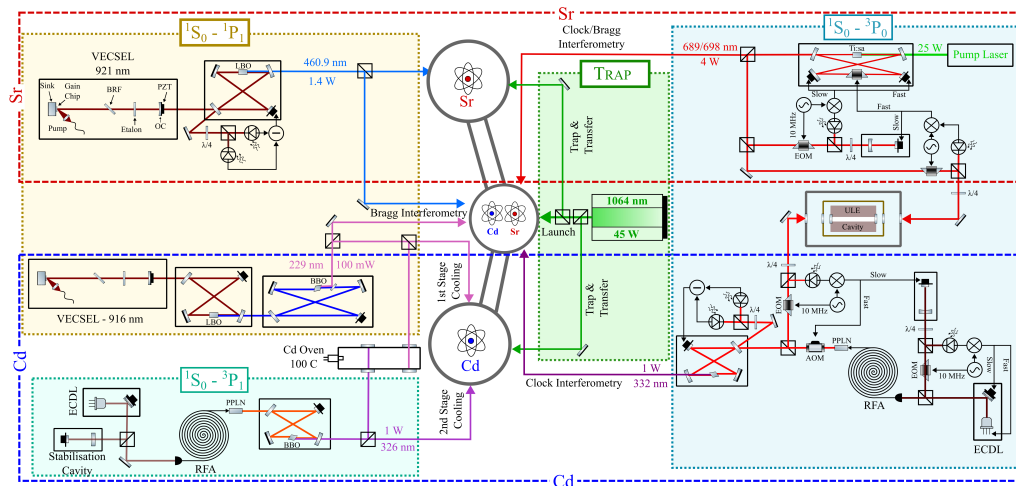 Sr
¹S₀ - ¹P₁
VECSEL
921 nm
Sink
Gain
Chip
BRF
PZT
Pump
Etalon
OC
LBO
λ/4
460.9 nm
1.4 W
Sr
Clock/Bragg
Interferometry
689/698 nm
4 W
¹S₀ - ³P₀
Ti:sa
25 W
Pump Laser
Slow
Fast
Fast
10 MHz
Slow
EOM
λ/4
Sr
TRAP
Trap &
Transfer
1064 nm
45 W
Launch
Cd
Sr
Bragg Interferometry
λ/4
ULE
Cavity
229 nm
100 mW
1st Stage
Cooling
VECSEL - 916 nm
LBO
BBO
Cd
Trap &
Transfer
Cd Oven
100 C
Cd
λ/4
Slow
EOM
10 MHz
Fast
λ/4
λ/4
AOM
PPLN
RFA
EOM
10 MHz
Slow
Fast
ECDL
Clock Interferometry
1 W
332 nm
¹S₀ - ³P₁
ECDL
PPLN
Stabilisation
Cavity
RFA
BBO
1 W
326 nm
2nd Stage
Cooling
Cd